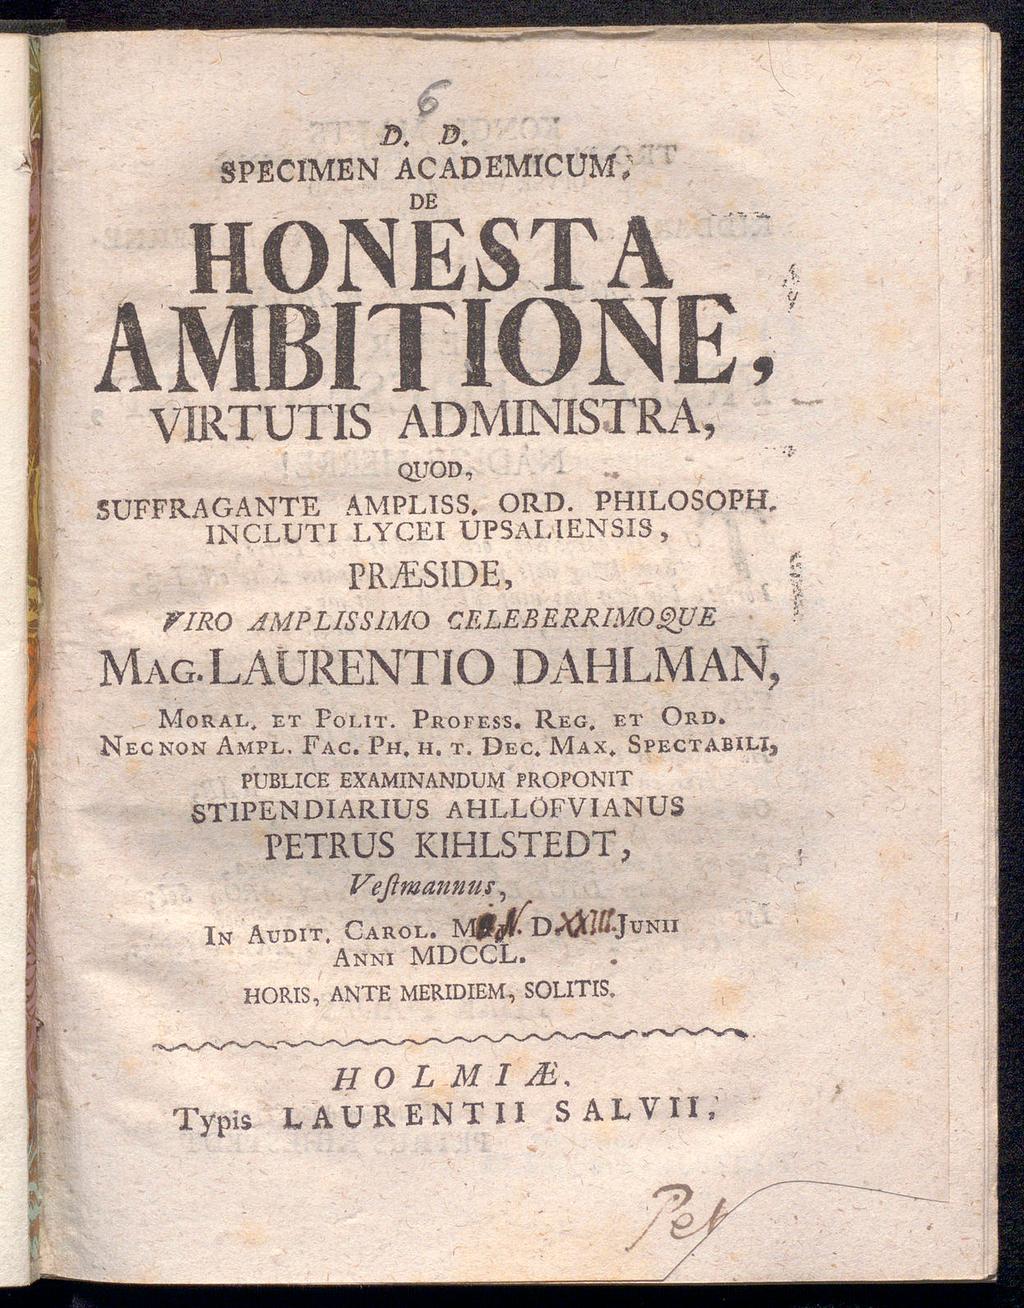 6
D. D.
SPECIMEN ACADEMICUM,
DE
HONESTA
AMBITIONE,
VIRTUTIS ADMINISTRA,
QUOD,
SUFFRAGANTE AMPLISS. ORD. PHILOSOPH.
INCLUTI LYCEI UPSALIENSIS,
PRÆSIDE,
VIRO AMPLISSIMO CELEBERRIMOQUE
MAG. LAURENTIO DAHLMAN,
MORAL. ET POLIT. PROFESS. REG. ET ORD.
NEC NON AMPL. FAC. PH. H. T. DEC. MAX. SPECTABILI,
PUBLICE EXAMINANDUM PROPONIT
STIPENDIARIUS AHLLÖFVIANUS
PETRUS KIHLSTEDT,
Veſtmannus,
IN AUDIT. CAROL. D. XXIII. JUNII
ANNI MDCCL.
HORIS, ANTE MERIDIEM, SOLITIS.
HOLMIÆ.
Typis LAURENTII SALVII,